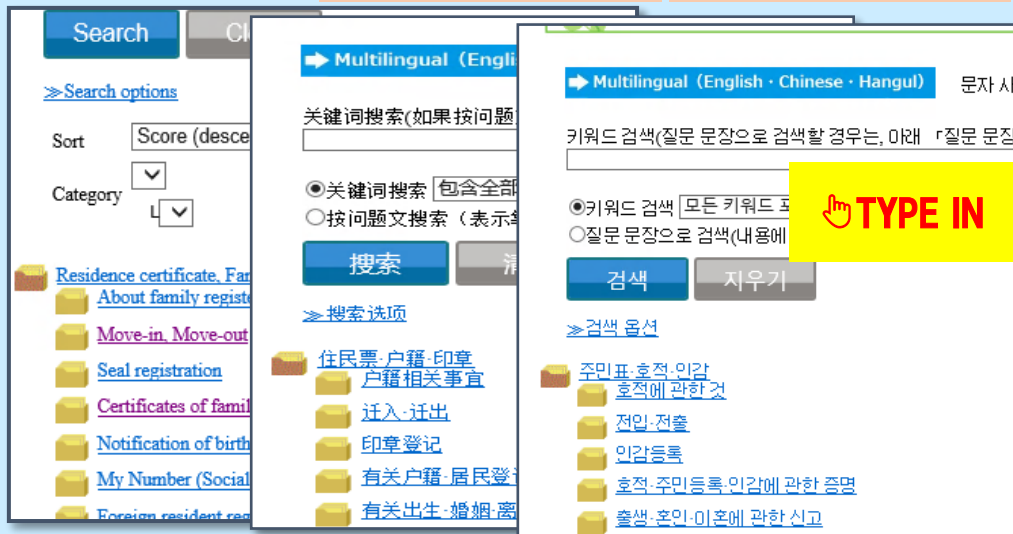 Search
≫Search options
Sort
Score (desce
Category
Residence certificate, Far
About family registe
Move-in, Move-out
Seal registration
Certificates of famil
Notification of birth
My Number (Social
Foreign resident reg
Multilingual（Engli
关键词搜索(如果按问题
关键词搜索 包含全部
按问题文搜索（表示
搜索
≫搜索选项
住民票·户籍·印章
户籍相关事宜
迁入·迁出
印章登记
有关户籍·居民登
有关出生·婚姻·离
Multilingual（English · Chinese · Hangul）
문자 사
키워드 검색(질문 문장으로 검색할 경우는, 아래 「질문 문장
키워드 검색 모든 키워드 포
질문 문장으로 검색(내용에
TYPE IN
검색
지우기
≫검색 옵션
주민표·호적·인감
호적에 관한 것
전입·전출
인감등록
호적·주민등록·인감에 관한 증명
출생·혼인·이혼에 관한 신고